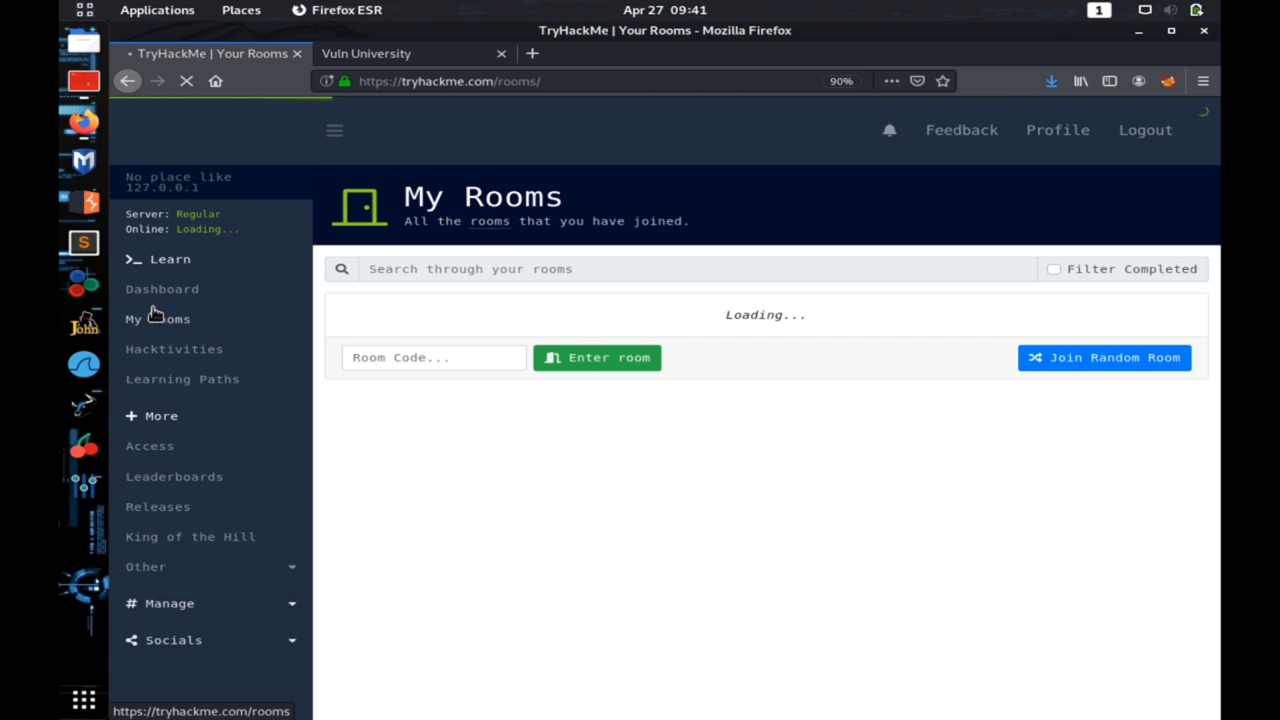 Applications
Places
Firefox ESR
Apr 27 09:41
1
TryHackMe | Your Rooms - Mozilla Firefox
TryHackMe | Your Rooms
Vuln University
https://tryhackme.com/rooms/
90%
Feedback
Profile
Logout
No place like
127.0.0.1
Server: Regular
Online: Loading...
>_ Learn
Dashboard
Hacktivities
Learning Paths
+ More
Access
Leaderboards
Releases
King of the Hill
Other
# Manage
Socials
My Rooms
All the rooms that you have joined.
Search through your rooms
Filter Completed
Loading...
Room Code...
Enter room
Join Random Room
S
John
https://tryhackme.com/rooms